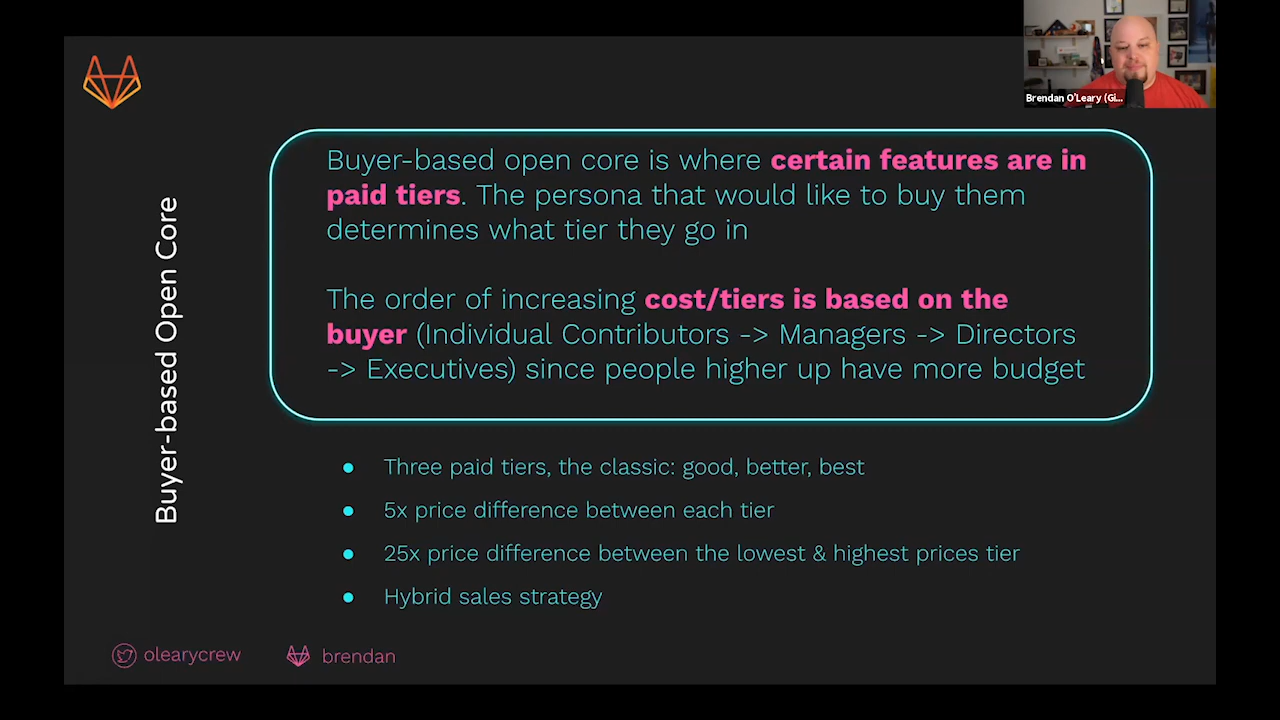 Brendan O'Leary (Gi...
Buyer-based Open Core
Buyer-based open core is where certain features are in
paid tiers. The persona that would like to buy them
determines what tier they go in
The order of increasing cost/tiers is based on the
buyer (Individual Contributors -> Managers -> Directors
-> Executives) since people higher up have more budget
● Three paid tiers, the classic: good, better, best
● 5x price difference between each tier
● 25x price difference between the lowest & highest prices tier
● Hybrid sales strategy
olearycrew
brendan